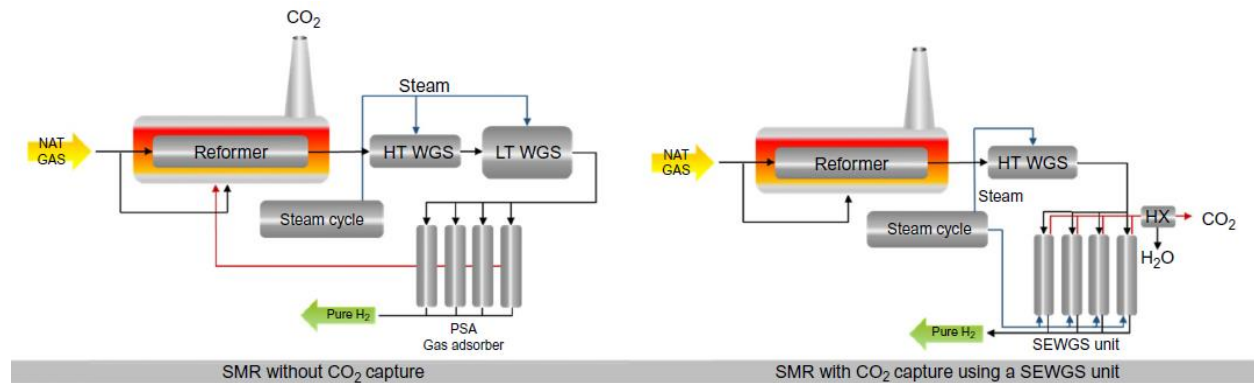 CO₂
Steam
NAT
GAS
Reformer
HT WGS
LT WGS
Steam cycle
Pure H₂
PSA
Gas adsorber
SMR without CO₂ capture
NAT
GAS
Reformer
HT WGS
Steam
Steam cycle
HX
CO₂
H₂O
Pure H₂
SEWGS unit
SMR with CO₂ capture using a SEWGS unit